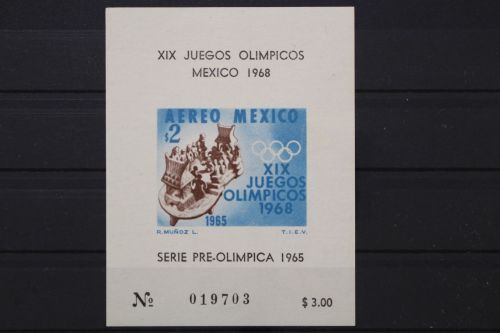 XIX JUEGOS OLIMPICOS
MEXICO 1968
AEREO MEXICO
$2
XIX
JUEGOS
OLIMPICOS
1965 1968
R.MUÑOZ L. T.I.E.V.
SERIE PRE-OLIMPICA 1965
No 019703 $ 3.00